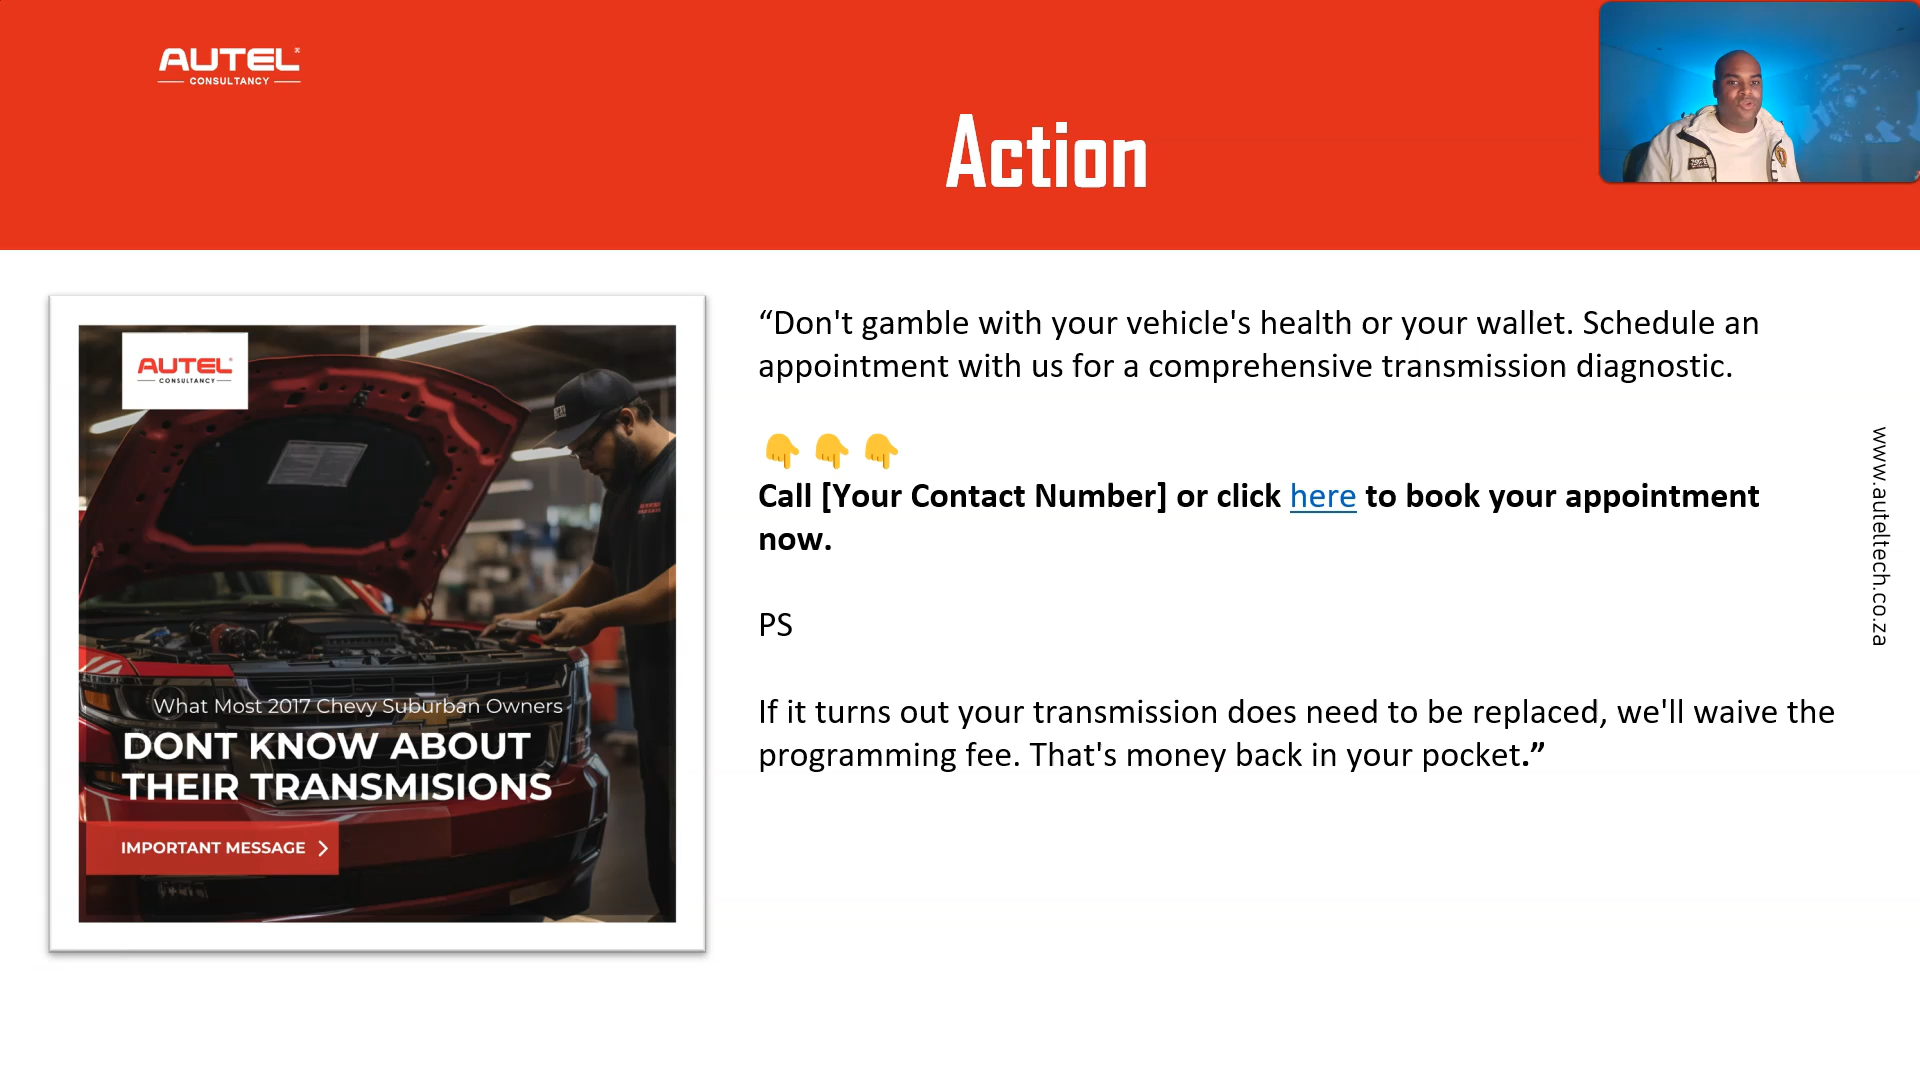 AUTEL
CONSULTANCY
Action
AUTEL
CONSULTANCY
What Most 2017 Chevy Suburban Owners
DONT KNOW ABOUT
THEIR TRANSMISIONS
IMPORTANT MESSAGE
“Don't gamble with your vehicle's health or your wallet. Schedule an
appointment with us for a comprehensive transmission diagnostic.
👇 👇 👇
Call [Your Contact Number] or click here to book your appointment
now.
PS
If it turns out your transmission does need to be replaced, we'll waive the
programming fee. That's money back in your pocket.”
www.auteltech.co.za